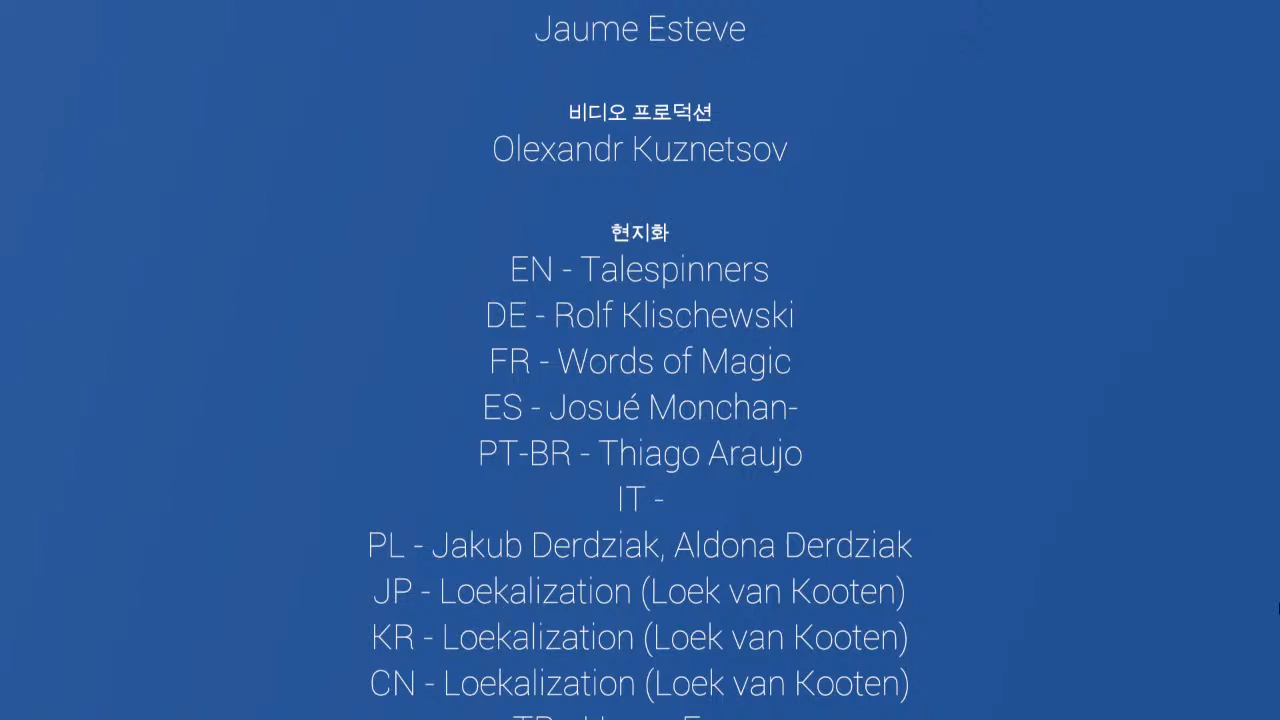 Jaume Esteve
비디오 프로덕션
Olexandr Kuznetsov
현지화
EN - Talespinners
DE - Rolf Klischewski
FR - Words of Magic
ES - Josué Monchan-
PT-BR - Thiago Araujo
IT -
PL - Jakub Derdziak, Aldona Derdziak
JP - Loekalization (Loek van Kooten)
KR - Loekalization (Loek van Kooten)
CN - Loekalization (Loek van Kooten)